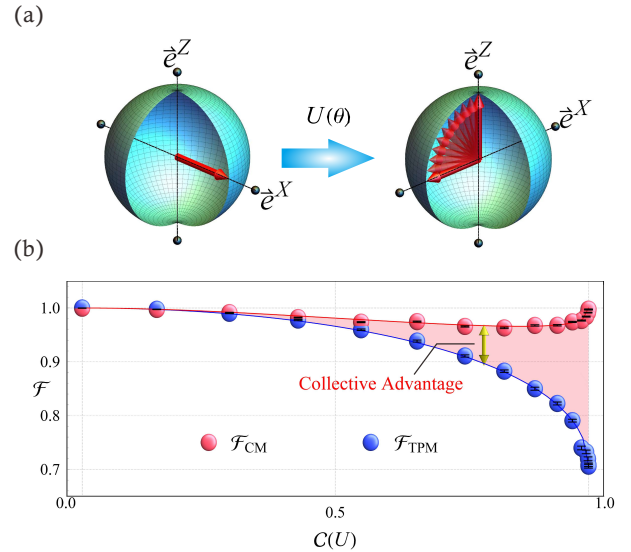 (a)
e⃗^Z
e⃗^X
U(θ)
e⃗^Z
e⃗^X
(b)
1.0
0.9
0.8
0.7
ℱ
Collective Advantage
ℱ_CM
ℱ_TPM
0.0
0.5
1.0
𝒞(U)